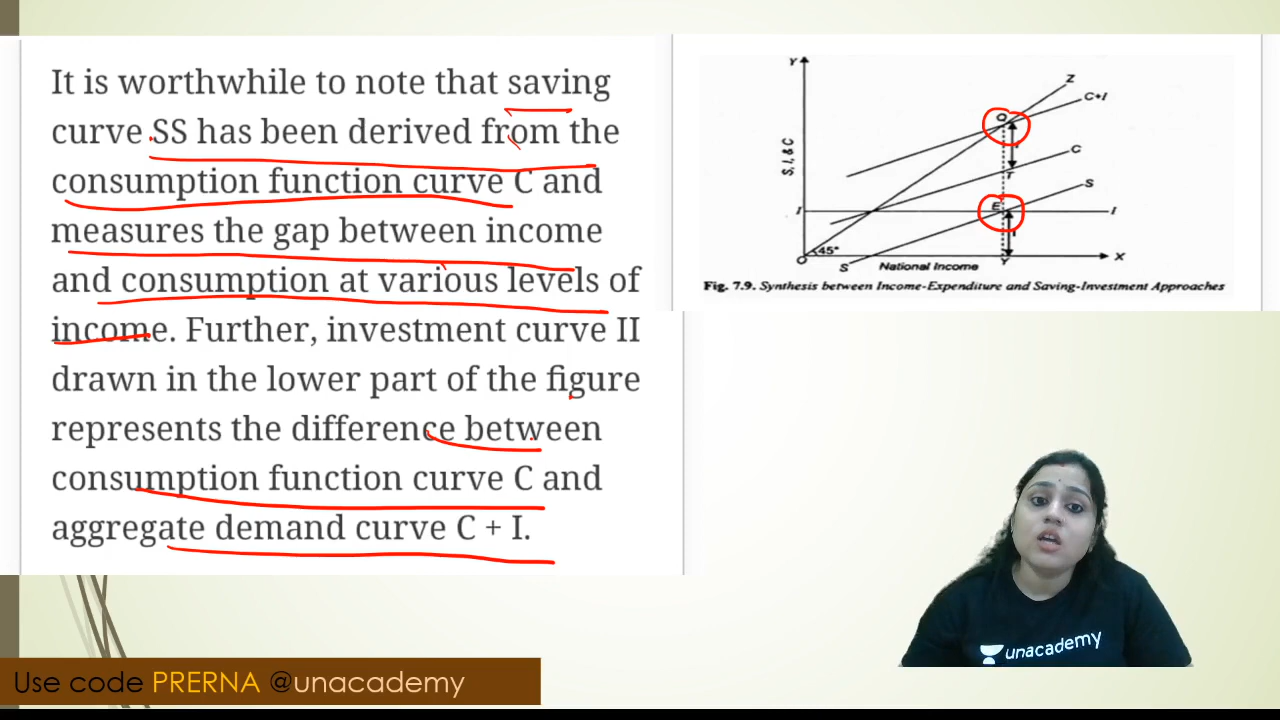 It is worthwhile to note that saving
curve SS has been derived from the
consumption function curve C and
measures the gap between income
and consumption at various levels of
income. Further, investment curve II
drawn in the lower part of the figure
represents the difference between
consumption function curve C and
aggregate demand curve C + I.
Y
Z
C+I
Q
S, I, & C
C
T
S
E
I
I
I
I
45°
O
S
Y
X
National Income
Fig. 7.9. Synthesis between Income-Expenditure and Saving-Investment Approaches
unacademy
Use code PRERNA @unacademy